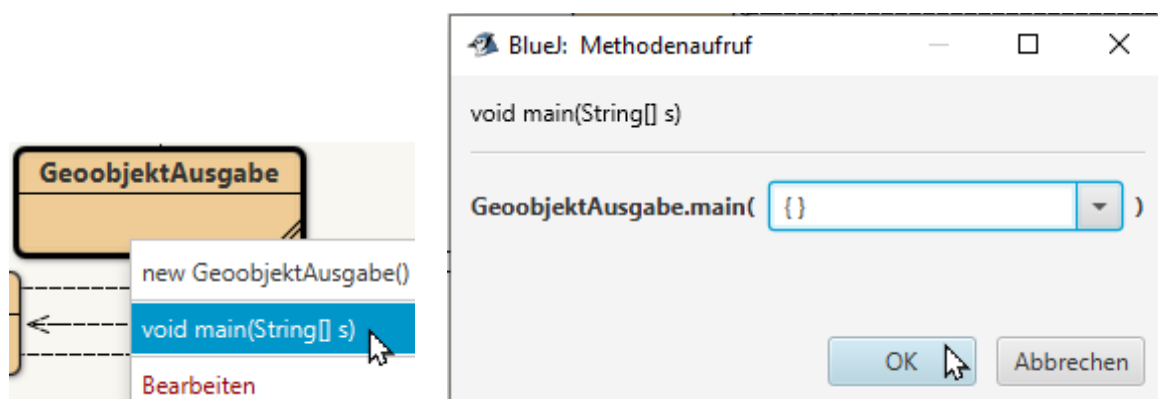 GeoobjektAusgabe
new GeoobjektAusgabe()
void main(String[] s)
Bearbeiten
BlueJ: Methodenaufruf
void main(String[] s)
GeoobjektAusgabe.main( { } )
OK
Abbrechen